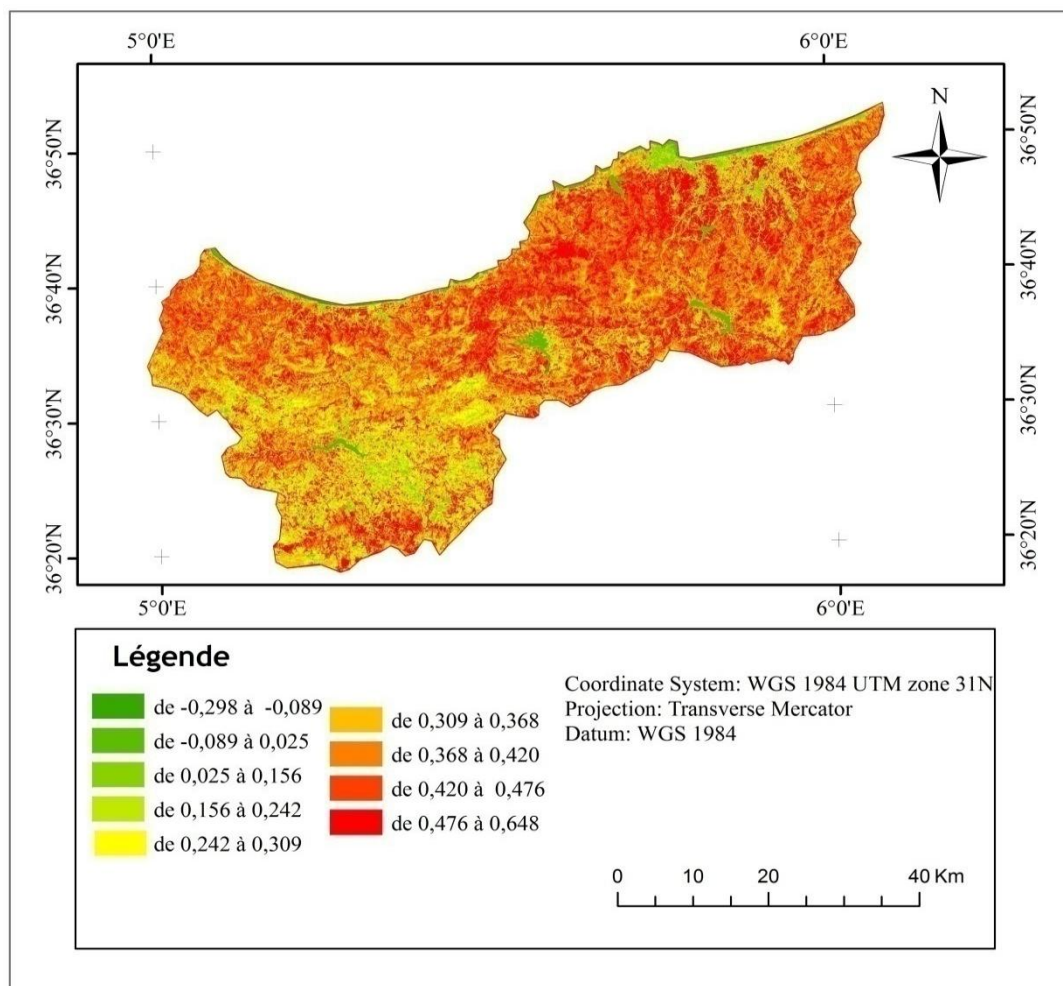 5°0'E 6°0'E
N
36°50'N 36°50'N
36°40'N 36°40'N
36°30'N 36°30'N
36°20'N 36°20'N
5°0'E 6°0'E
Légende
de -0,298 à -0,089
de -0,089 à 0,025
de 0,025 à 0,156
de 0,156 à 0,242
de 0,242 à 0,309
de 0,309 à 0,368
de 0,368 à 0,420
de 0,420 à 0,476
de 0,476 à 0,648
Coordinate System: WGS 1984 UTM zone 31N
Projection: Transverse Mercator
Datum: WGS 1984
0 10 20 40 Km